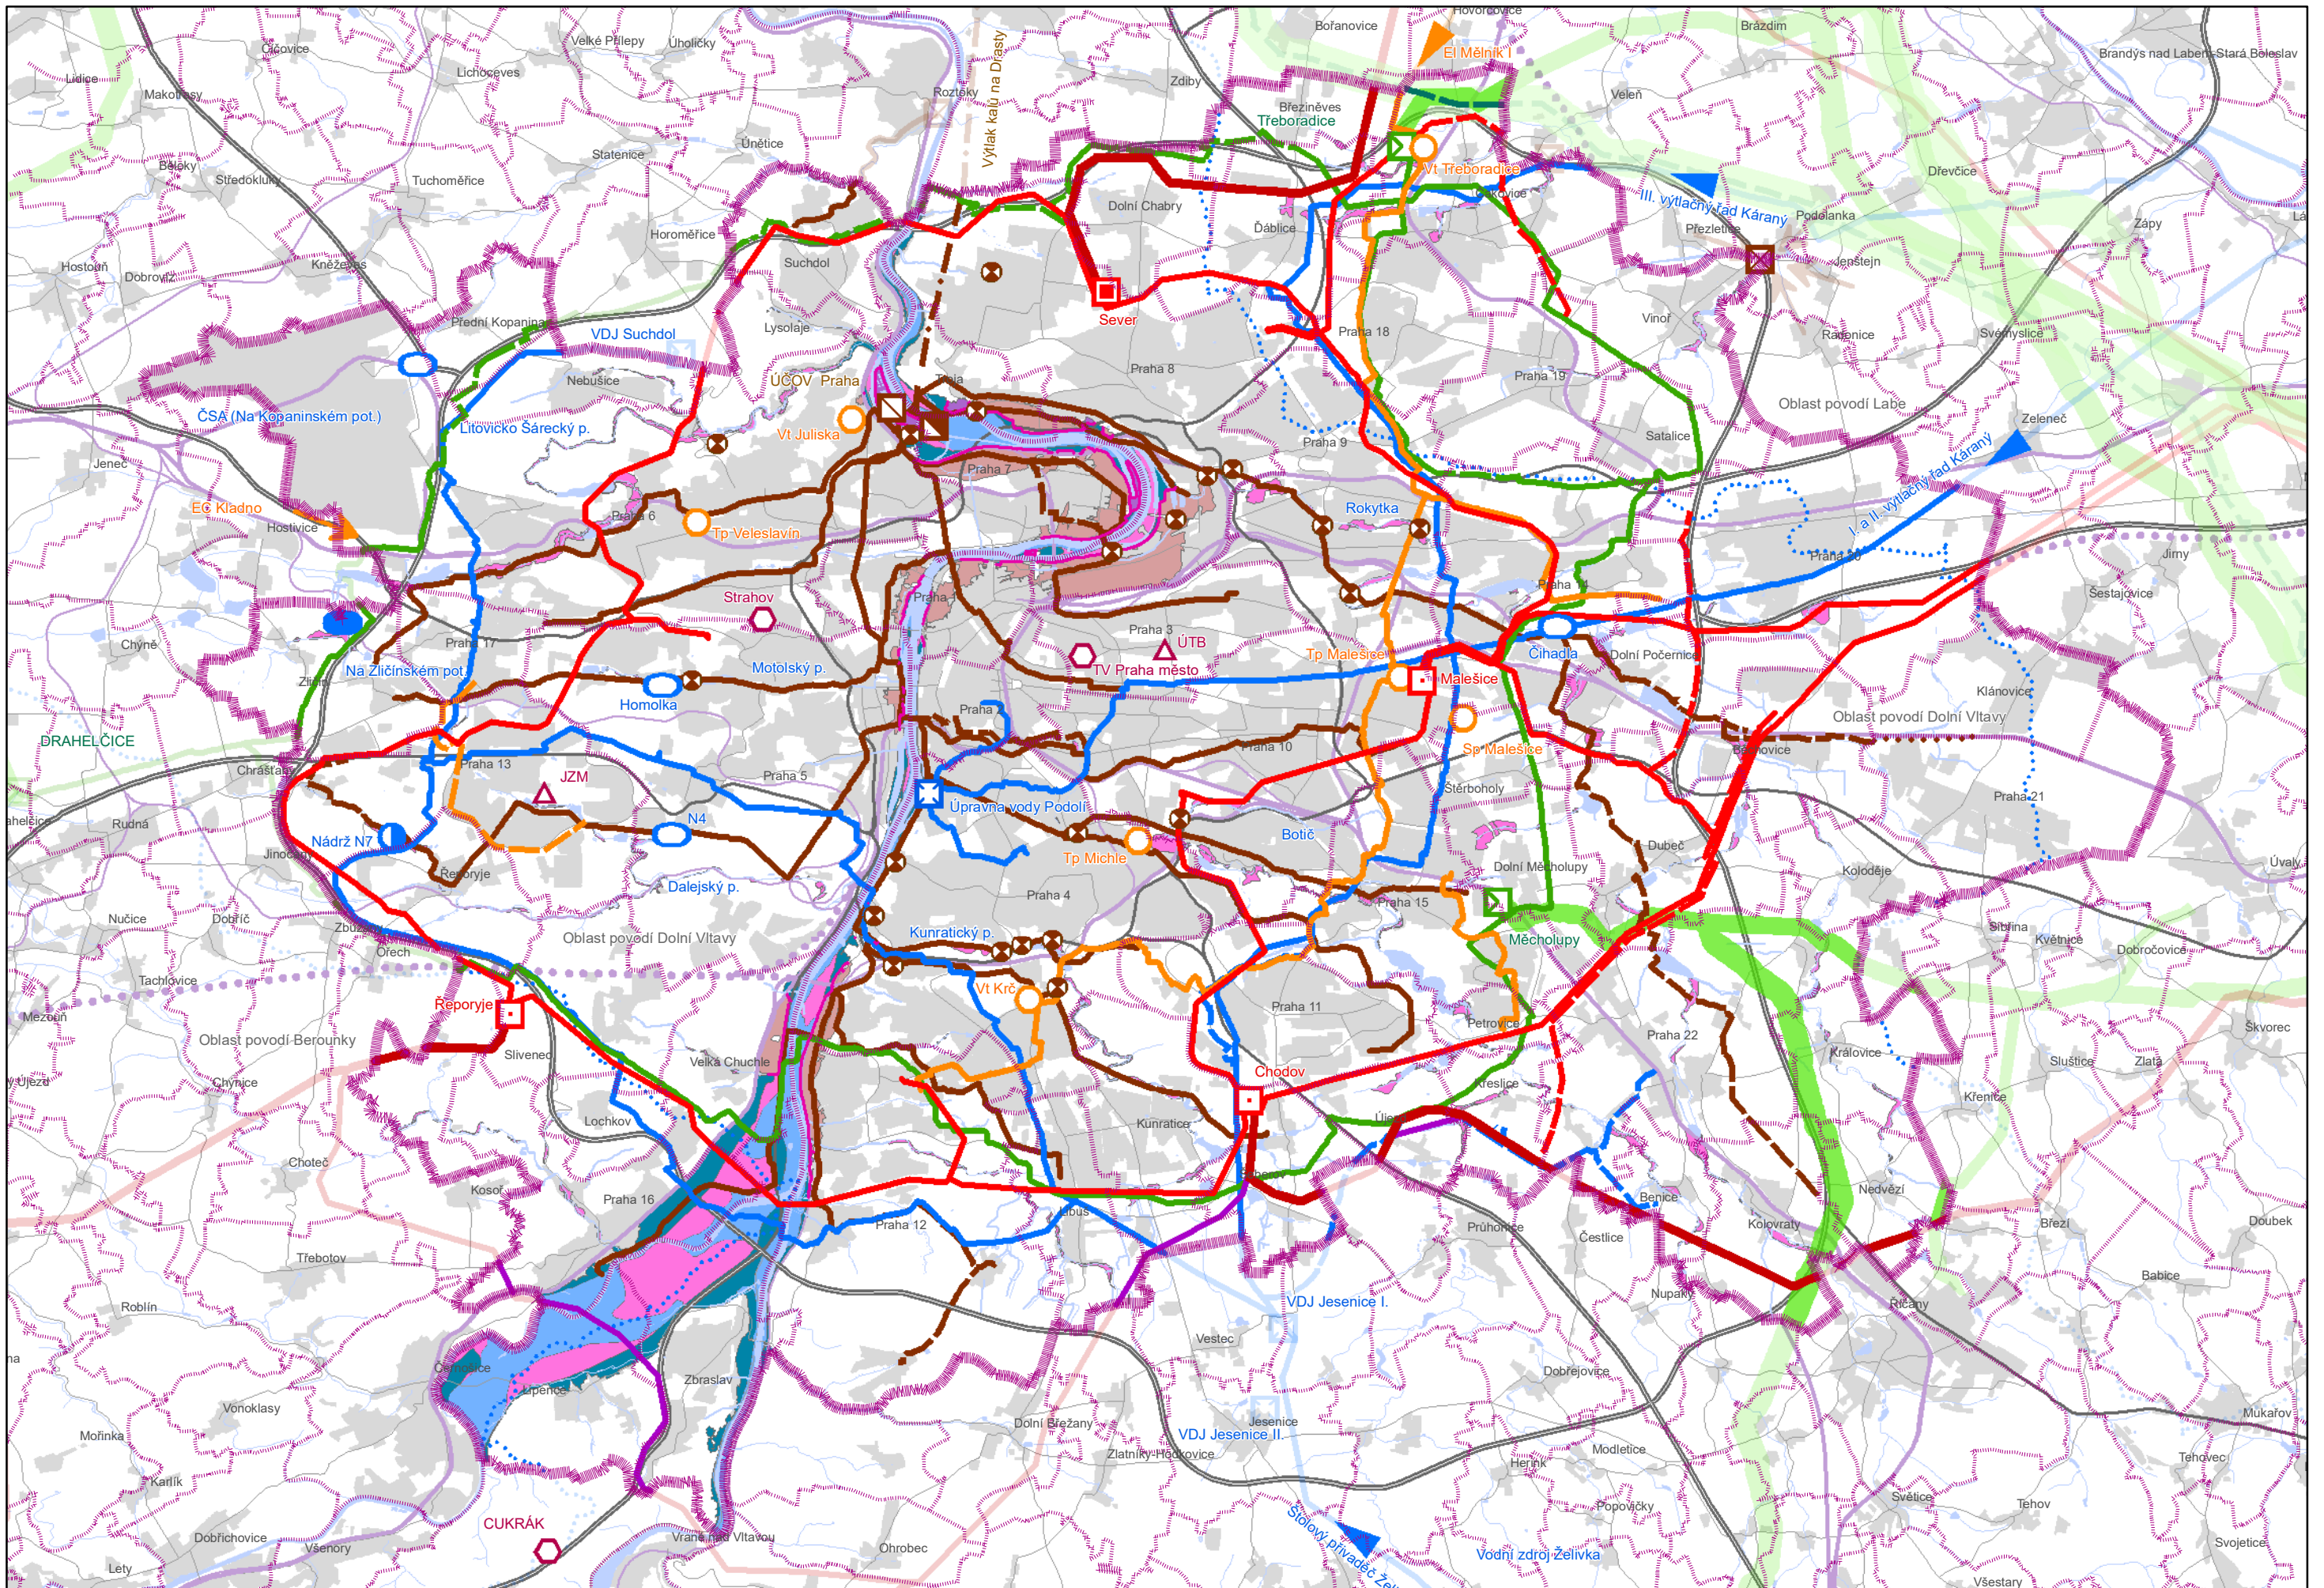 Hovorčovice
Bořanovice
El Mělník I
Brázdim
Brandýs nad Labem-Stará Boleslav
Velké Přílepy
Úholičky
Číčovice
Lichoceves
Lidice
Makotřasy
Roztoky
Výtlak kalů na Drasty
Zdiby
Březiněves
Třeboradice
Veleň
Únětice
Statenice
Běloky
Středokluky
Tuchoměřice
Vt Třeboradice
Čakovice
Dřevčice
III. výtlačný řad Káraný
Podolanka
Přezletice
Zápy
Dolní Chabry
Ďáblice
Horoměřice
Suchdol
Jenštejn
Hostouň
Dobrovíz
Kněževes
Sever
Vinoř
Radonice
Svémyslice
Přední Kopanina
VDJ Suchdol
Lysolaje
Praha 18
Praha 8
Praha 19
Nebušice
ÚČOV Praha
Troja
Oblast povodí Labe
Zeleneč
ČSA (Na Kopaninském pot.)
Litovicko Šárecký p.
Vt Juliska
Praha 9
Satalice
I. a II. výtlačný řad Káraný
Jeneč
Praha 7
EC Kladno
Hostivice
Praha 6
Tp Veleslavín
Rokytka
Jirny
Praha 20
Praha 14
Šestajovice
Strahov
Praha 1
Praha 3
ÚTB
Chýně
Praha 17
Motolský p.
TV Praha město
Tp Malešice
Čihadla
Dolní Počernice
Na Zličínském pot.
Zličín
Malešice
Klánovice
Homolka
Praha
Oblast povodí Dolní Vltavy
DRAHELČICE
Praha 10
Sp Malešice
Běchovice
Chrášťany
Praha 13
JZM
Praha 5
Štěrboholy
Praha 21
Úpravna vody Podolí
Rudná
N4
Botič
Nádrž N7
Jinočany
Tp Michle
Dubeč
Úvaly
Řeporyje
Dalejský p.
Dolní Měcholupy
Koloděje
Praha 4
Praha 15
Nučice
Dobříč
Zbuzany
Kunratický p.
Oblast povodí Dolní Vltavy
Měcholupy
Sibřina
Květnice
Dobročovice
Ořech
Tachlovice
Vt Krč
Řeporyje
Mezouň
Praha 11
Petrovice
Praha 22
Škvorec
Oblast povodí Berounky
Slivenec
Velká Chuchle
Královice
Sluštice
Zlatá
Chodov
Chýnice
Křeslice
Křenice
Lochkov
Kunratice
Choteč
Kosoř
Praha 16
Benice
Nedvězí
Praha 12
Libuš
Průhonice
Čestlice
Kolovraty
Březí
Doubek
Třebotov
Babice
Roblín
VDJ Jesenice I.
Nupaky
Říčany
Vestec
Dobřejovice
Černošice
Lipence
Zbraslav
Vonoklasy
Mořinka
Dolní Břežany
Jesenice
VDJ Jesenice II.
Zlatníky-Hodkovice
Mukařov
Modletice
Herink
Tehovec
Karlík
Popovičky
Světice
Tehov
CUKRÁK
Dobřichovice
Všenory
Vrané nad Vltavou
Ohrobec
Štolový přivaděč
Vodní zdroj Želivka
Svojetice
Lety
Všestary